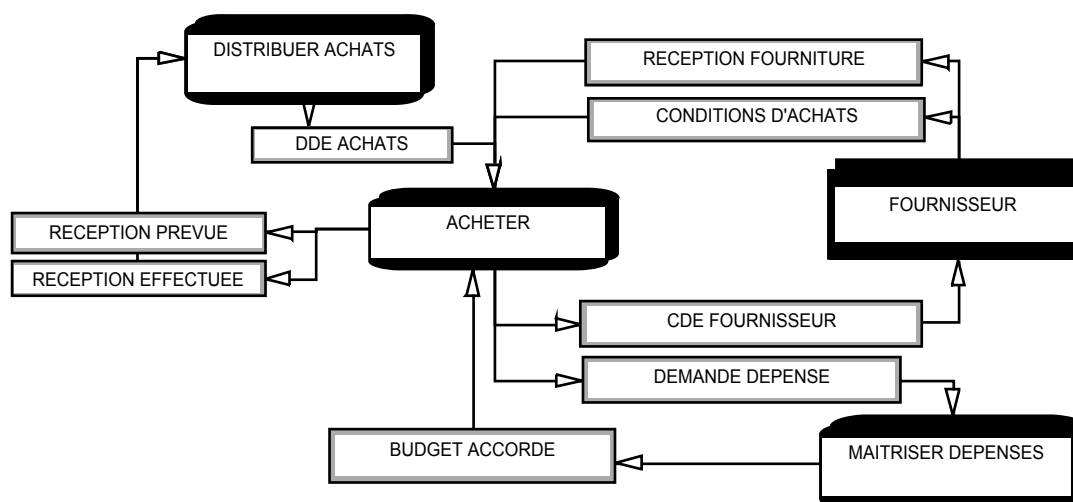 DISTRIBUER ACHATS
RECEPTION FOURNITURE
CONDITIONS D'ACHATS
DDE ACHATS
FOURNISSEUR
ACHETER
RECEPTION PREVUE
RECEPTION EFFECTUEE
CDE FOURNISSEUR
DEMANDE DEPENSE
BUDGET ACCORDE
MAITRISER DEPENSES